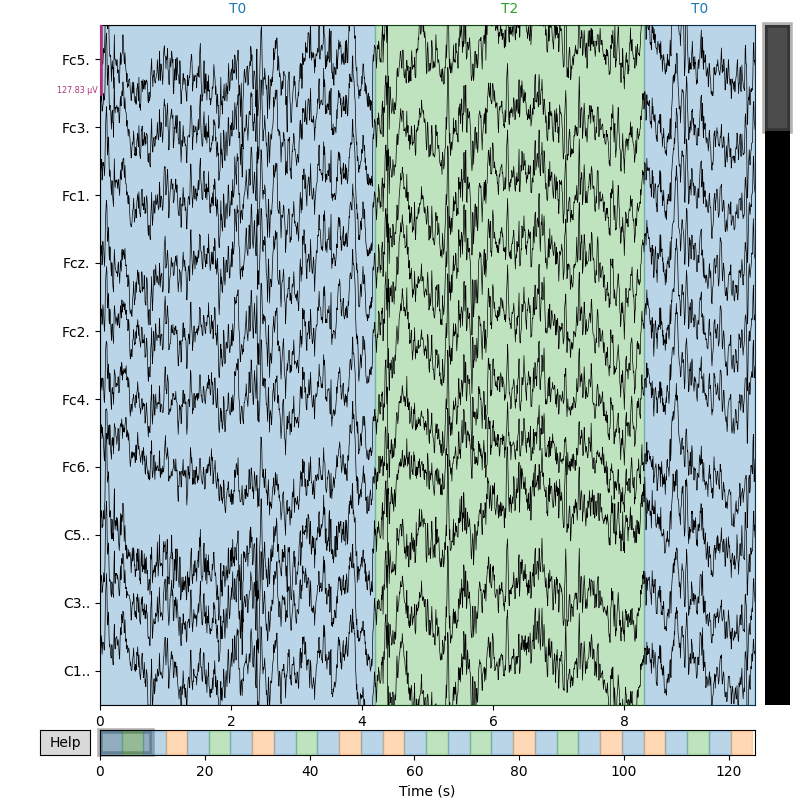 T0 T2 T0
Fc5.
127.83 µV
Fc3.
Fc1.
Fcz.
Fc2.
Fc4.
Fc6.
C5..
C3..
C1..
0 2 4 6 8
Help
0 20 40 60 80 100 120
Time (s)